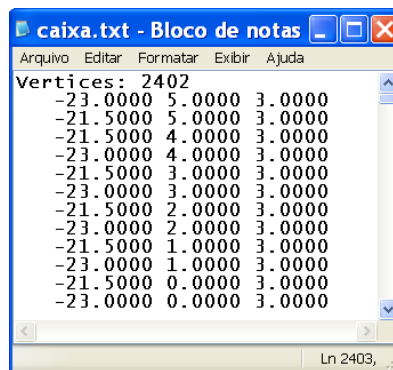 caixa.txt - Bloco de notas
Arquivo Editar Formatar Exibir Ajuda
Vertices: 2402
-23.0000 5.0000 3.0000
-21.5000 5.0000 3.0000
-21.5000 4.0000 3.0000
-23.0000 4.0000 3.0000
-21.5000 3.0000 3.0000
-23.0000 3.0000 3.0000
-21.5000 2.0000 3.0000
-23.0000 2.0000 3.0000
-21.5000 1.0000 3.0000
-23.0000 1.0000 3.0000
-21.5000 0.0000 3.0000
-23.0000 0.0000 3.0000
Ln 2403,